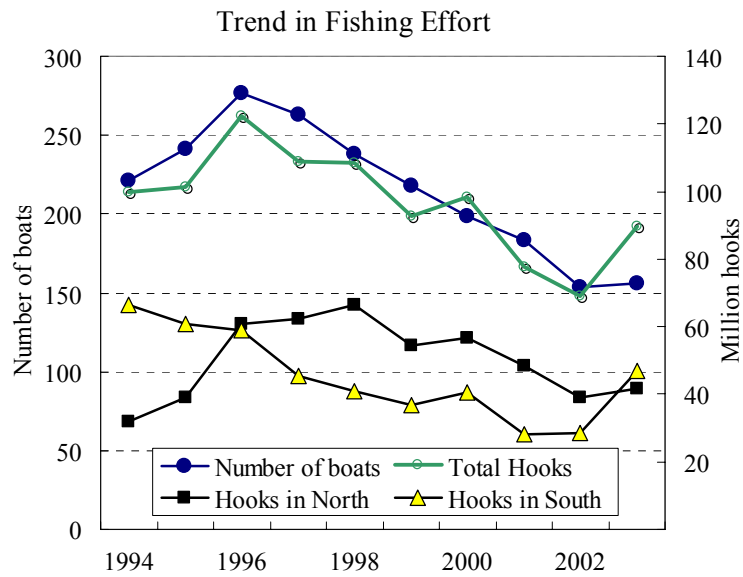 Trend in Fishing Effort
300
250
200
150
100
50
0
Number of boats
140
120
100
80
60
40
20
Million hooks
Number of boats
Total Hooks
Hooks in North
Hooks in South
1994 1996 1998 2000 2002